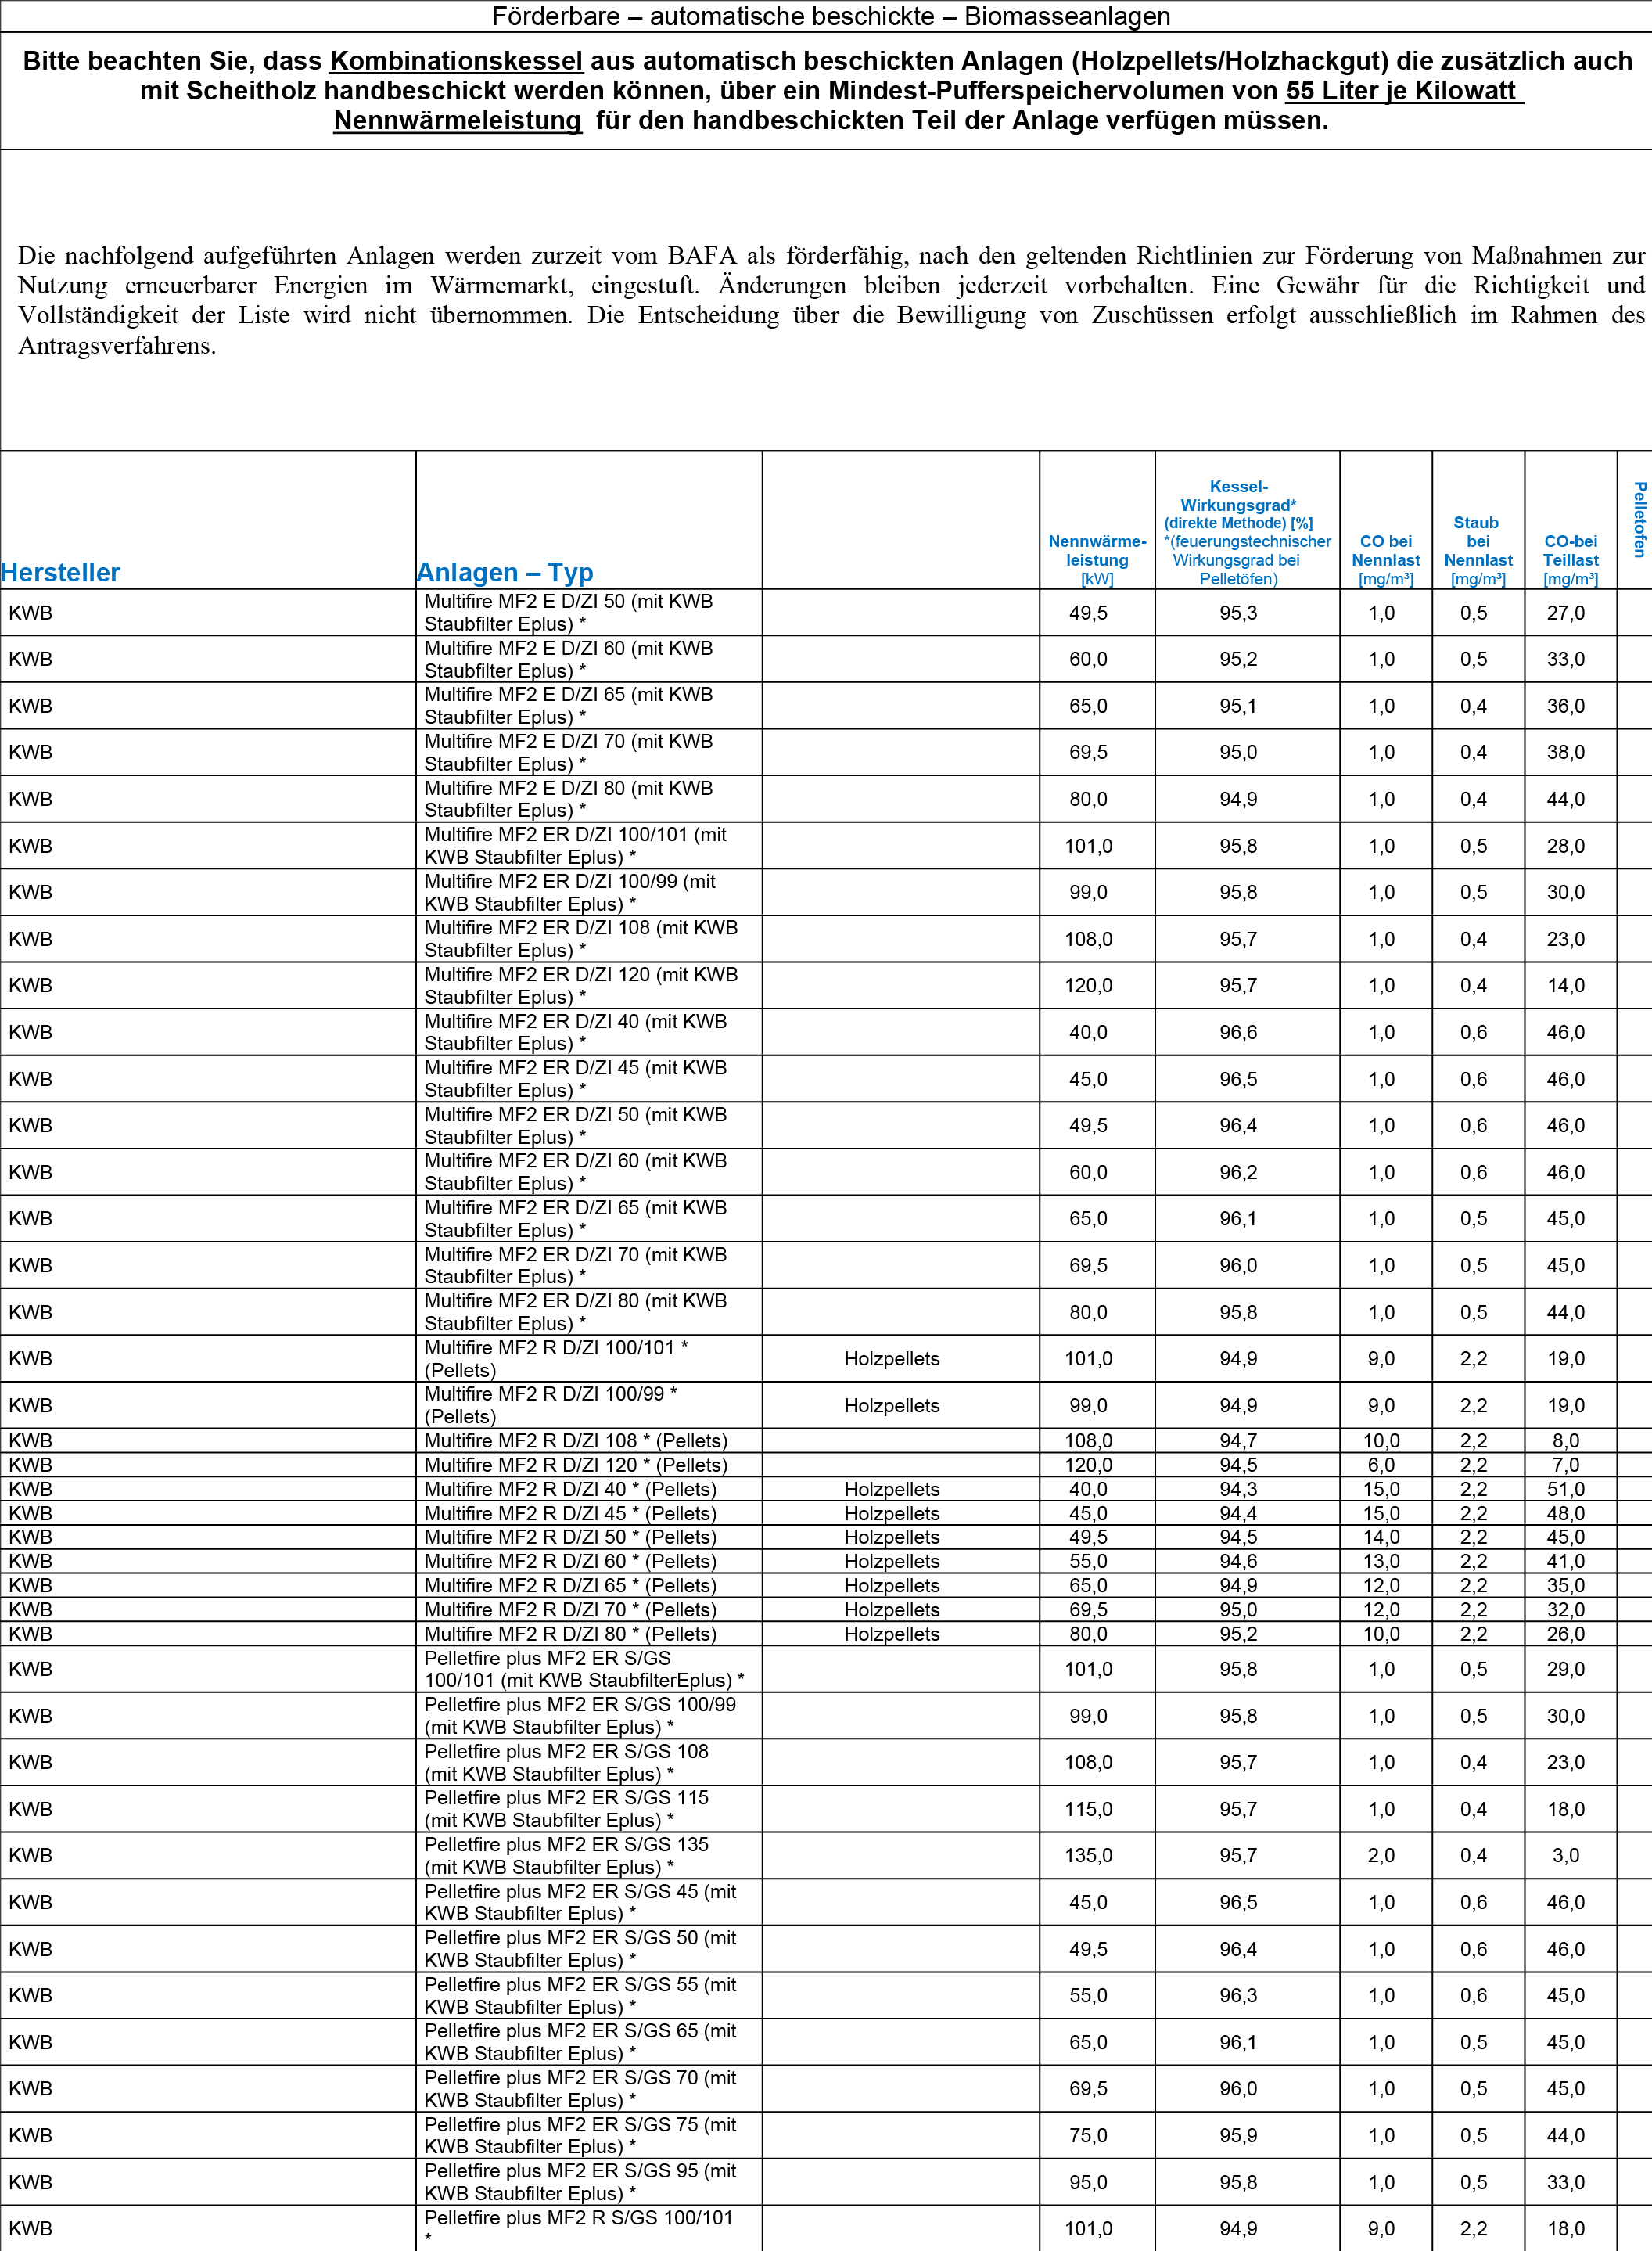 Förderbare – automatische beschickte – Biomasseanlagen
Bitte beachten Sie, dass Kombinationskessel aus automatisch beschickten Anlagen (Holzpellets/Holzhackgut) die zusätzlich auch
mit Scheitholz handbeschickt werden können, über ein Mindest-Pufferspeichervolumen von 55 Liter je Kilowatt
Nennwärmeleistung für den handbeschickten Teil der Anlage verfügen müssen.
Die nachfolgend aufgeführten Anlagen werden zurzeit vom BAFA als förderfähig, nach den geltenden Richtlinien zur Förderung von Maßnahmen zur
Nutzung erneuerbarer Energien im Wärmemarkt, eingestuft. Änderungen bleiben jederzeit vorbehalten. Eine Gewähr für die Richtigkeit und
Vollständigkeit der Liste wird nicht übernommen. Die Entscheidung über die Bewilligung von Zuschüssen erfolgt ausschließlich im Rahmen des
Antragsverfahrens.
Hersteller
Anlagen – Typ
Nennwärme-
leistung
[kW]
Kessel-
Wirkungsgrad*
(direkte Methode) [%]
*(feuerungstechnischer
Wirkungsgrad bei
Pelletöfen)
CO bei
Nennlast
[mg/m³]
Staub
bei
Nennlast
[mg/m³]
CO-bei
Teillast
[mg/m³]
Pelletofen
KWB Multifire MF2 E D/ZI 50 (mit KWB
Staubfilter Eplus) * 49,5 95,3 1,0 0,5 27,0
KWB Multifire MF2 E D/ZI 60 (mit KWB
Staubfilter Eplus) * 60,0 95,2 1,0 0,5 33,0
KWB Multifire MF2 E D/ZI 65 (mit KWB
Staubfilter Eplus) * 65,0 95,1 1,0 0,4 36,0
KWB Multifire MF2 E D/ZI 70 (mit KWB
Staubfilter Eplus) * 69,5 95,0 1,0 0,4 38,0
KWB Multifire MF2 E D/ZI 80 (mit KWB
Staubfilter Eplus) * 80,0 94,9 1,0 0,4 44,0
KWB Multifire MF2 ER D/ZI 100/101 (mit
KWB Staubfilter Eplus) * 101,0 95,8 1,0 0,5 28,0
KWB Multifire MF2 ER D/ZI 100/99 (mit
KWB Staubfilter Eplus) * 99,0 95,8 1,0 0,5 30,0
KWB Multifire MF2 ER D/ZI 108 (mit KWB
Staubfilter Eplus) * 108,0 95,7 1,0 0,4 23,0
KWB Multifire MF2 ER D/ZI 120 (mit KWB
Staubfilter Eplus) * 120,0 95,7 1,0 0,4 14,0
KWB Multifire MF2 ER D/ZI 40 (mit KWB
Staubfilter Eplus) * 40,0 96,6 1,0 0,6 46,0
KWB Multifire MF2 ER D/ZI 45 (mit KWB
Staubfilter Eplus) * 45,0 96,5 1,0 0,6 46,0
KWB Multifire MF2 ER D/ZI 50 (mit KWB
Staubfilter Eplus) * 49,5 96,4 1,0 0,6 46,0
KWB Multifire MF2 ER D/ZI 60 (mit KWB
Staubfilter Eplus) * 60,0 96,2 1,0 0,6 46,0
KWB Multifire MF2 ER D/ZI 65 (mit KWB
Staubfilter Eplus) * 65,0 96,1 1,0 0,5 45,0
KWB Multifire MF2 ER D/ZI 70 (mit KWB
Staubfilter Eplus) * 69,5 96,0 1,0 0,5 45,0
KWB Multifire MF2 ER D/ZI 80 (mit KWB
Staubfilter Eplus) * 80,0 95,8 1,0 0,5 44,0
KWB Multifire MF2 R D/ZI 100/101 *
(Pellets) Holzpellets 101,0 94,9 9,0 2,2 19,0
KWB Multifire MF2 R D/ZI 100/99 *
(Pellets) Holzpellets 99,0 94,9 9,0 2,2 19,0
KWB Multifire MF2 R D/ZI 108 * (Pellets) 108,0 94,7 10,0 2,2 8,0
KWB Multifire MF2 R D/ZI 120 * (Pellets) 120,0 94,5 6,0 2,2 7,0
KWB Multifire MF2 R D/ZI 40 * (Pellets) Holzpellets 40,0 94,3 15,0 2,2 51,0
KWB Multifire MF2 R D/ZI 45 * (Pellets) Holzpellets 45,0 94,4 15,0 2,2 48,0
KWB Multifire MF2 R D/ZI 50 * (Pellets) Holzpellets 49,5 94,5 14,0 2,2 45,0
KWB Multifire MF2 R D/ZI 60 * (Pellets) Holzpellets 55,0 94,6 13,0 2,2 41,0
KWB Multifire MF2 R D/ZI 65 * (Pellets) Holzpellets 65,0 94,9 12,0 2,2 35,0
KWB Multifire MF2 R D/ZI 70 * (Pellets) Holzpellets 69,5 95,0 12,0 2,2 32,0
KWB Multifire MF2 R D/ZI 80 * (Pellets) Holzpellets 80,0 95,2 10,0 2,2 26,0
KWB Pelletfire plus MF2 ER S/GS
100/101 (mit KWB StaubfilterEplus) * 101,0 95,8 1,0 0,5 29,0
KWB Pelletfire plus MF2 ER S/GS 100/99
(mit KWB Staubfilter Eplus) * 99,0 95,8 1,0 0,5 30,0
KWB Pelletfire plus MF2 ER S/GS 108
(mit KWB Staubfilter Eplus) * 108,0 95,7 1,0 0,4 23,0
KWB Pelletfire plus MF2 ER S/GS 115
(mit KWB Staubfilter Eplus) * 115,0 95,7 1,0 0,4 18,0
KWB Pelletfire plus MF2 ER S/GS 135
(mit KWB Staubfilter Eplus) * 135,0 95,7 2,0 0,4 3,0
KWB Pelletfire plus MF2 ER S/GS 45 (mit
KWB Staubfilter Eplus) * 45,0 96,5 1,0 0,6 46,0
KWB Pelletfire plus MF2 ER S/GS 50 (mit
KWB Staubfilter Eplus) * 49,5 96,4 1,0 0,6 46,0
KWB Pelletfire plus MF2 ER S/GS 55 (mit
KWB Staubfilter Eplus) * 55,0 96,3 1,0 0,6 45,0
KWB Pelletfire plus MF2 ER S/GS 65 (mit
KWB Staubfilter Eplus) * 65,0 96,1 1,0 0,5 45,0
KWB Pelletfire plus MF2 ER S/GS 70 (mit
KWB Staubfilter Eplus) * 69,5 96,0 1,0 0,5 45,0
KWB Pelletfire plus MF2 ER S/GS 75 (mit
KWB Staubfilter Eplus) * 75,0 95,9 1,0 0,5 44,0
KWB Pelletfire plus MF2 ER S/GS 95 (mit
KWB Staubfilter Eplus) * 95,0 95,8 1,0 0,5 33,0
KWB Pelletfire plus MF2 R S/GS 100/101
* 101,0 94,9 9,0 2,2 18,0